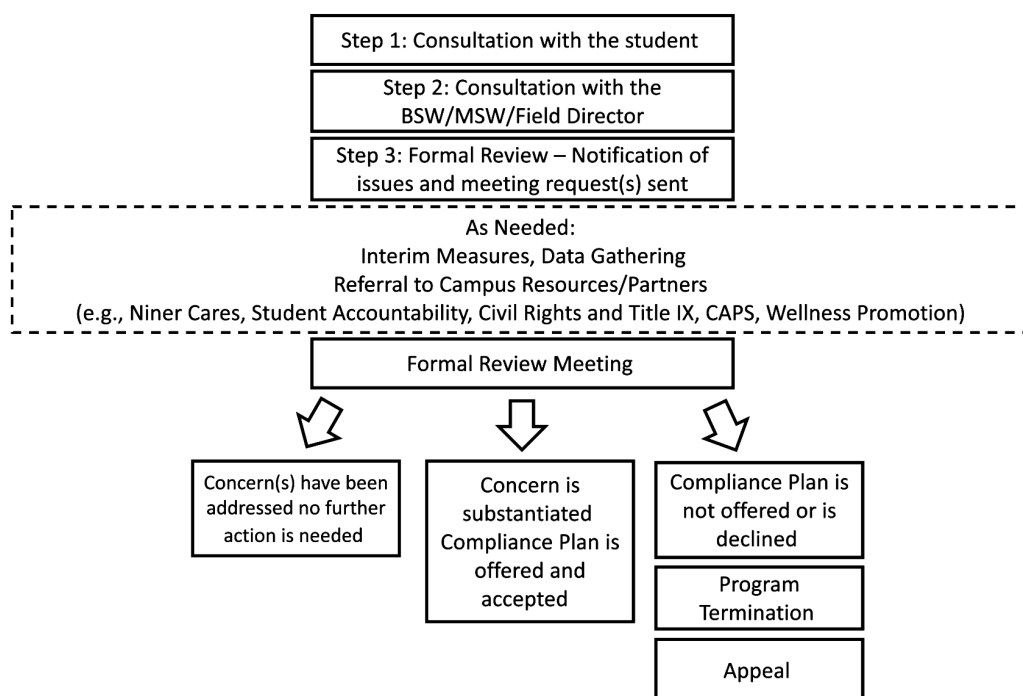 Step 1: Consultation with the student
Step 2: Consultation with the
BSW/MSW/Field Director
Step 3: Formal Review – Notification of
issues and meeting request(s) sent
As Needed:
Interim Measures, Data Gathering
Referral to Campus Resources/Partners
(e.g., Niner Cares, Student Accountability, Civil Rights and Title IX, CAPS, Wellness Promotion)
Formal Review Meeting
Concern(s) have been
addressed no further
action is needed
Concern is
substantiated
Compliance Plan is
offered and
accepted
Compliance Plan is
not offered or is
declined
Program
Termination
Appeal